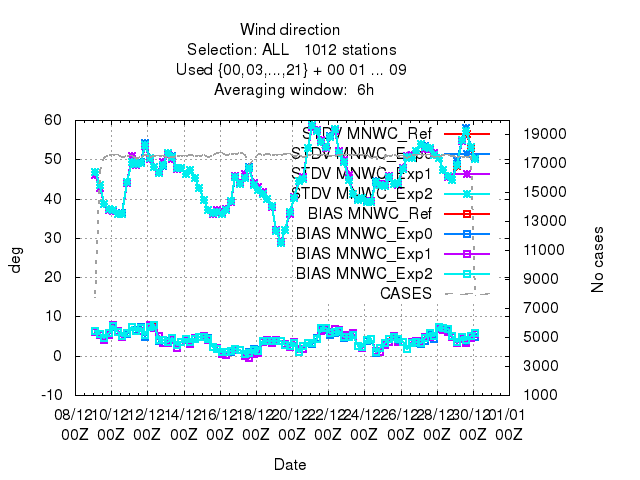 Wind direction
Selection: ALL   1012 stations
Used {00,03,...,21} + 00 01 ... 09
Averaging window:  6h
60
50
40
30
20
10
0
-10
deg
19000
17000
15000
13000
11000
9000
7000
5000
3000
1000
No cases
STDV MNWC_Ref
STDV MNWC_Exp0
STDV MNWC_Exp1
STDV MNWC_Exp2
BIAS MNWC_Ref
BIAS MNWC_Exp0
BIAS MNWC_Exp1
BIAS MNWC_Exp2
CASES
08/12 10/12 12/12 14/12 16/12 18/12 20/12 22/12 24/12 26/12 28/12 30/12 01/01
00Z 00Z 00Z 00Z 00Z 00Z 00Z 00Z 00Z 00Z 00Z 00Z 00Z
Date